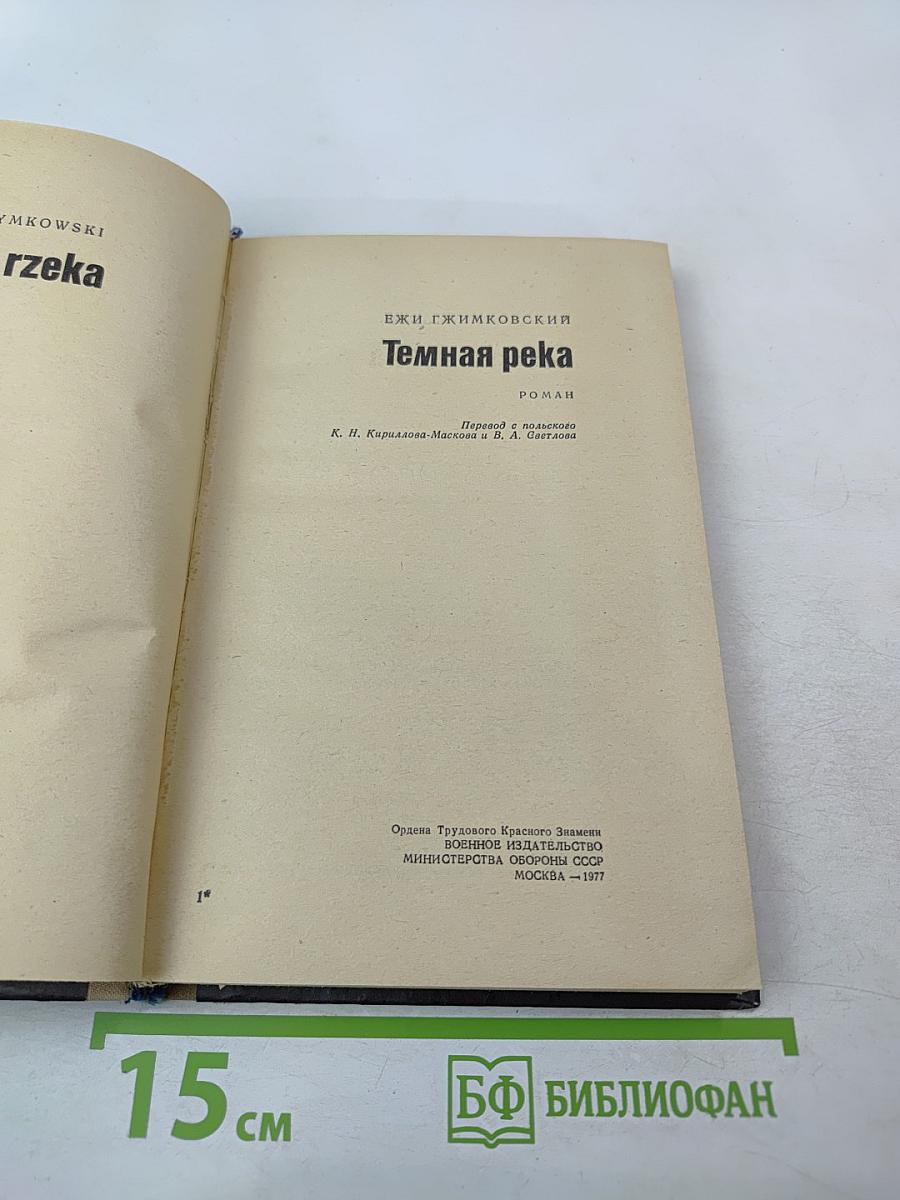 YMKOWSKI
rzeka
ЕЖИ ГЖИМКОВСКИЙ
Темная река
РОМАН
Перевод с польского
К. Н. Кириллова-Маскова и В. А. Светлова
Ордена Трудового Красного Знамени
ВОЕННОЕ ИЗДАТЕЛЬСТВО
МИНИСТЕРСТВА ОБОРОНЫ СССР
МОСКВА — 1977
1*
15 см
БФ БИБЛИОФАН